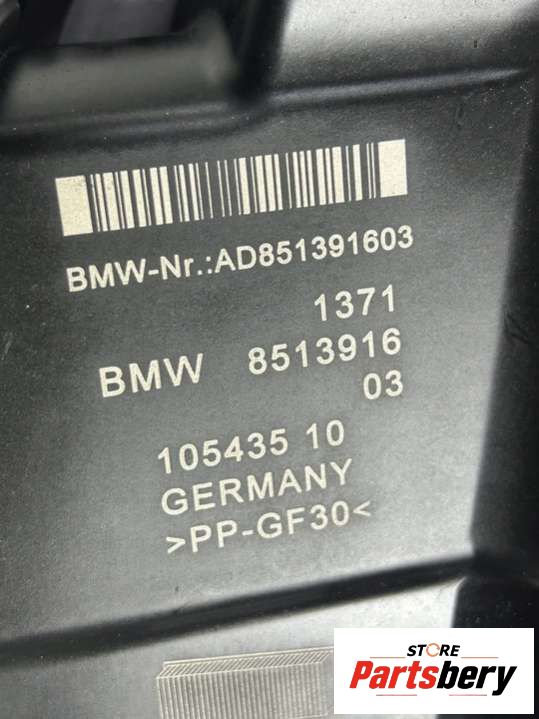 BMW-Nr.:AD851391603
1371
BMW 8513916
03
105435 10
GERMANY
>PP-GF30<
STORE
Partsbery